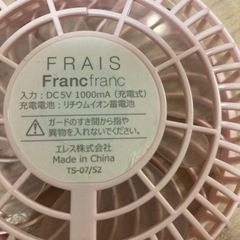 FRAIS
Francfranc
入力：DC 5V 1000mA（充電式）
充電電池：リチウムイオン蓄電池
ガードのすき間から指や
異物を入れないでください。
エレス株式会社
Made in China
TS-07/S2